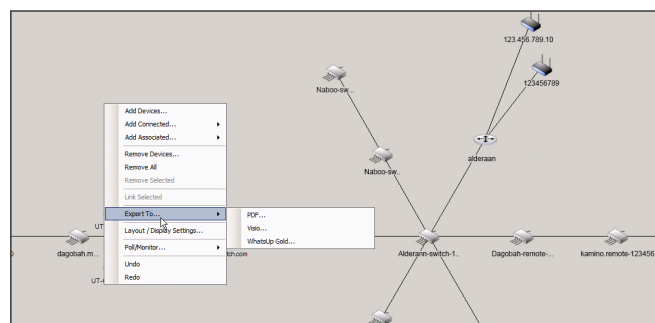 123.456.789.10
123456789
Naboo-sw...
alderaan
Naboo-sw..
Add Devices...
Add Connected...
Add Associated...
Remove Devices...
Remove All
Remove Selected
Link Selected
Export To...
PDF...
Visio...
WhatsUp Gold...
UT
Layout / Display Settings...
dagobah.m...
tch.com
Alderann-switch-1..
Dagobah-remote-...
kamino.remote-123456
Poll/Monitor...
Undo
Redo
UT-